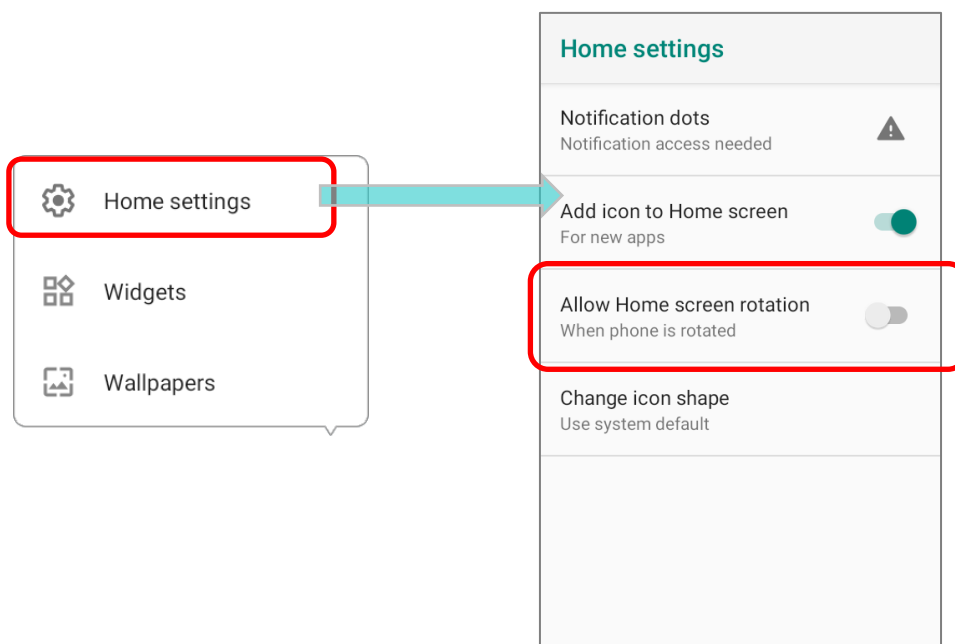 Home settings
Widgets
Wallpapers
Home settings
Notification dots
Notification access needed
Add icon to Home screen
For new apps
Allow Home screen rotation
When phone is rotated
Change icon shape
Use system default